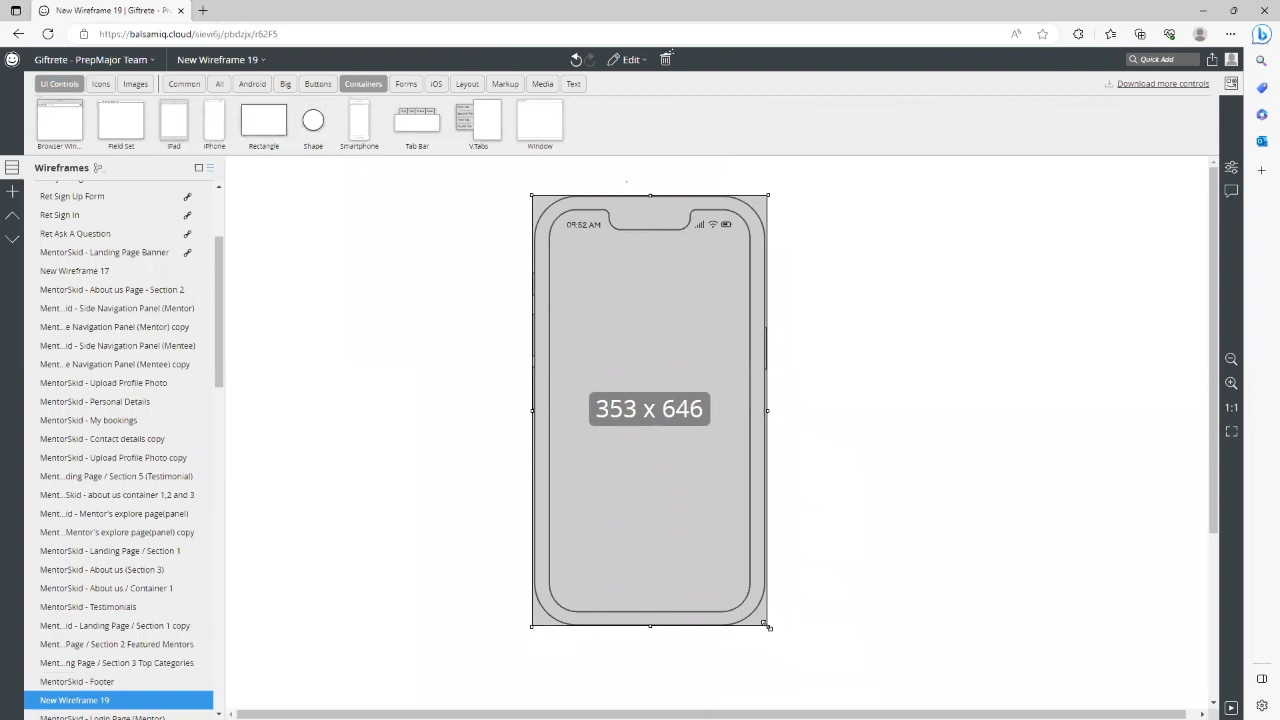 New Wireframe 19 | Giftrete - Pre
https://balsamiq.cloud/sievi6j/pbdzjx/r62F5
Giftrete - PrepMajor Team
New Wireframe 19
Edit
Quick Add
UI Controls
Icons
Images
Common
All
Android
Big
Buttons
Containers
Forms
iOS
Layout
Markup
Media
Text
Download more controls
Browser Win...
Field Set
iPad
iPhone
Rectangle
Shape
Smartphone
Tab Bar
V.Tabs
Window
Wireframes
Ret Sign Up Form
Ret Sign In
Ret Ask A Question
MentorSkid - Landing Page Banner
New Wireframe 17
MentorSkid - About us Page - Section 2
Ment...id - Side Navigation Panel (Mentor)
Ment...e Navigation Panel (Mentor) copy
Ment...id - Side Navigation Panel (Mentee)
Ment...e Navigation Panel (Mentee) copy
MentorSkid - Upload Profile Photo
MentorSkid - Personal Details
MentorSkid - My bookings
MentorSkid - Contact details copy
MentorSkid - Upload Profile Photo copy
Ment...ding Page / Section 5 (Testimonial)
Ment...Skid - about us container 1,2 and 3
Ment...id - Mentor's explore page(panel)
Ment...Mentor's explore page(panel) copy
MentorSkid - Landing Page / Section 1
MentorSkid - About us (Section 3)
MentorSkid - About us / Container 1
MentorSkid - Testimonials
Ment...id - Landing Page / Section 1 copy
Ment...Page / Section 2 Featured Mentors
Ment...ng Page / Section 3 Top Categories
MentorSkid - Footer
New Wireframe 19
MentorSkid - Login Page (Mentor)
09:52 AM
353 x 646
1:1